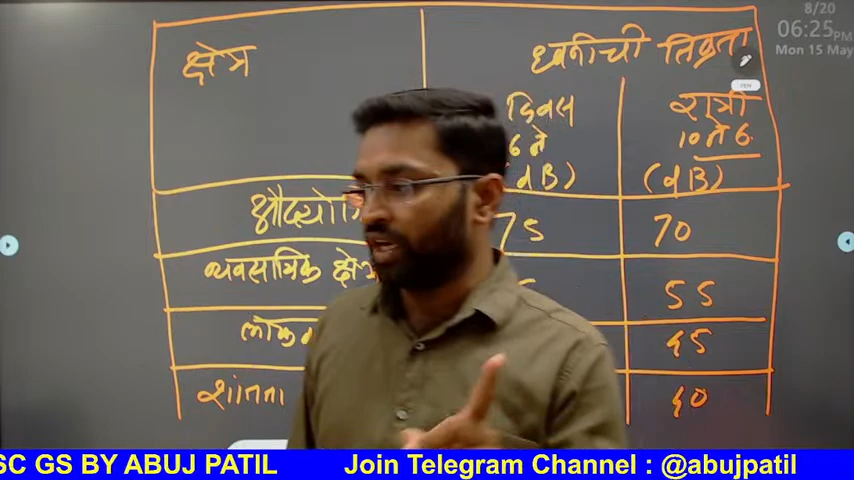 8/20
06:25PM
Mon 15 May
क्षेत्र
ध्वनीची तिव्रता
दिवस
रात्री
6 ते
10 ते 6
(dB)
(dB)
75
70
व्यवसायिक क्षेत्र
55
45
शांतता
40
SC GS BY ABUJ PATIL
Join Telegram Channel : @abujpatil